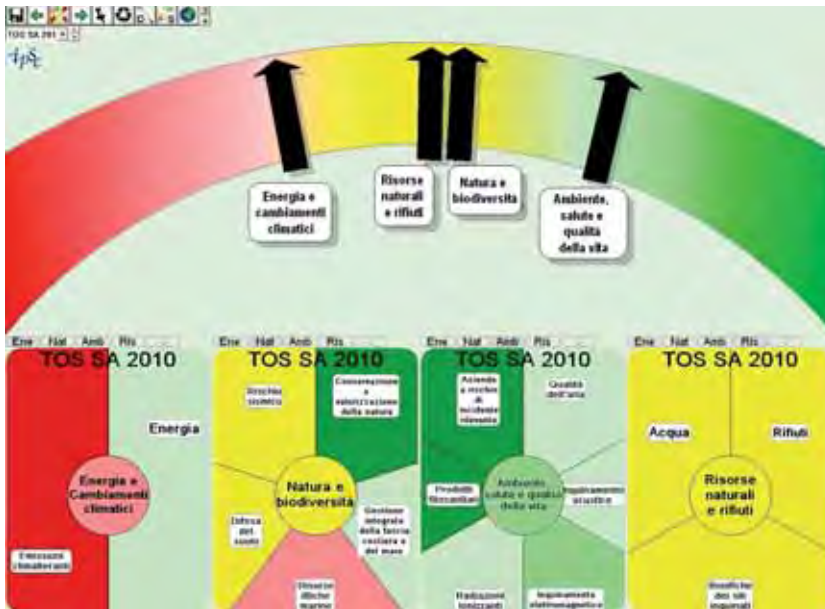 TOS SA 201
Energia e
cambiamenti
climatici
Risorse
naturali
e rifiuti
Natura e
biodiversità
Ambiente,
salute e
qualità
della vita
Ene Nat Amb Ris
TOS SA 2010
Energia
Energia e
Cambiamenti
climatici
Emissioni
climalteranti
Ene Nat Amb Ris
TOS SA 2010
Rischio
sismico
Conservazione
e
valorizzazione
della natura
Natura e
biodiversità
Difesa
del
suolo
Gestione
integrata
della fascia
costiera e
del mare
Risorse
ittiche
marine
Ene Nat Amb Ris
TOS SA 2010
Aziende
a rischio
di
incidente
rilevante
Qualità
dell'aria
Prodotti
fitosanitari
Ambiente
salute e qualità
della vita
Inquinamento
acustico
Radiazioni
ionizzanti
Inquinamento
elettromagnetico
Ene Nat Amb Ris
TOS SA 2010
Acqua
Rifiuti
Risorse
naturali
e rifiuti
Bonifiche
dei siti
inquinati